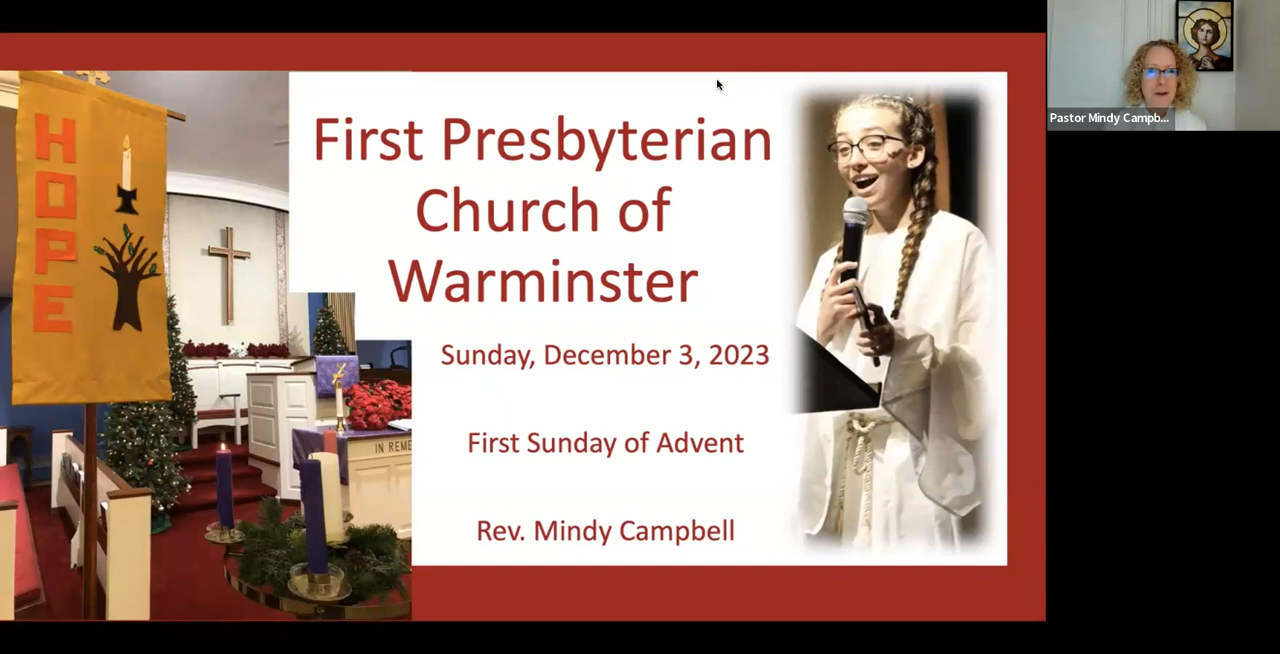 HOPE
First Presbyterian
Church of
Warminster
Sunday, December 3, 2023
First Sunday of Advent
Rev. Mindy Campbell
IN REME
Pastor Mindy Campb...